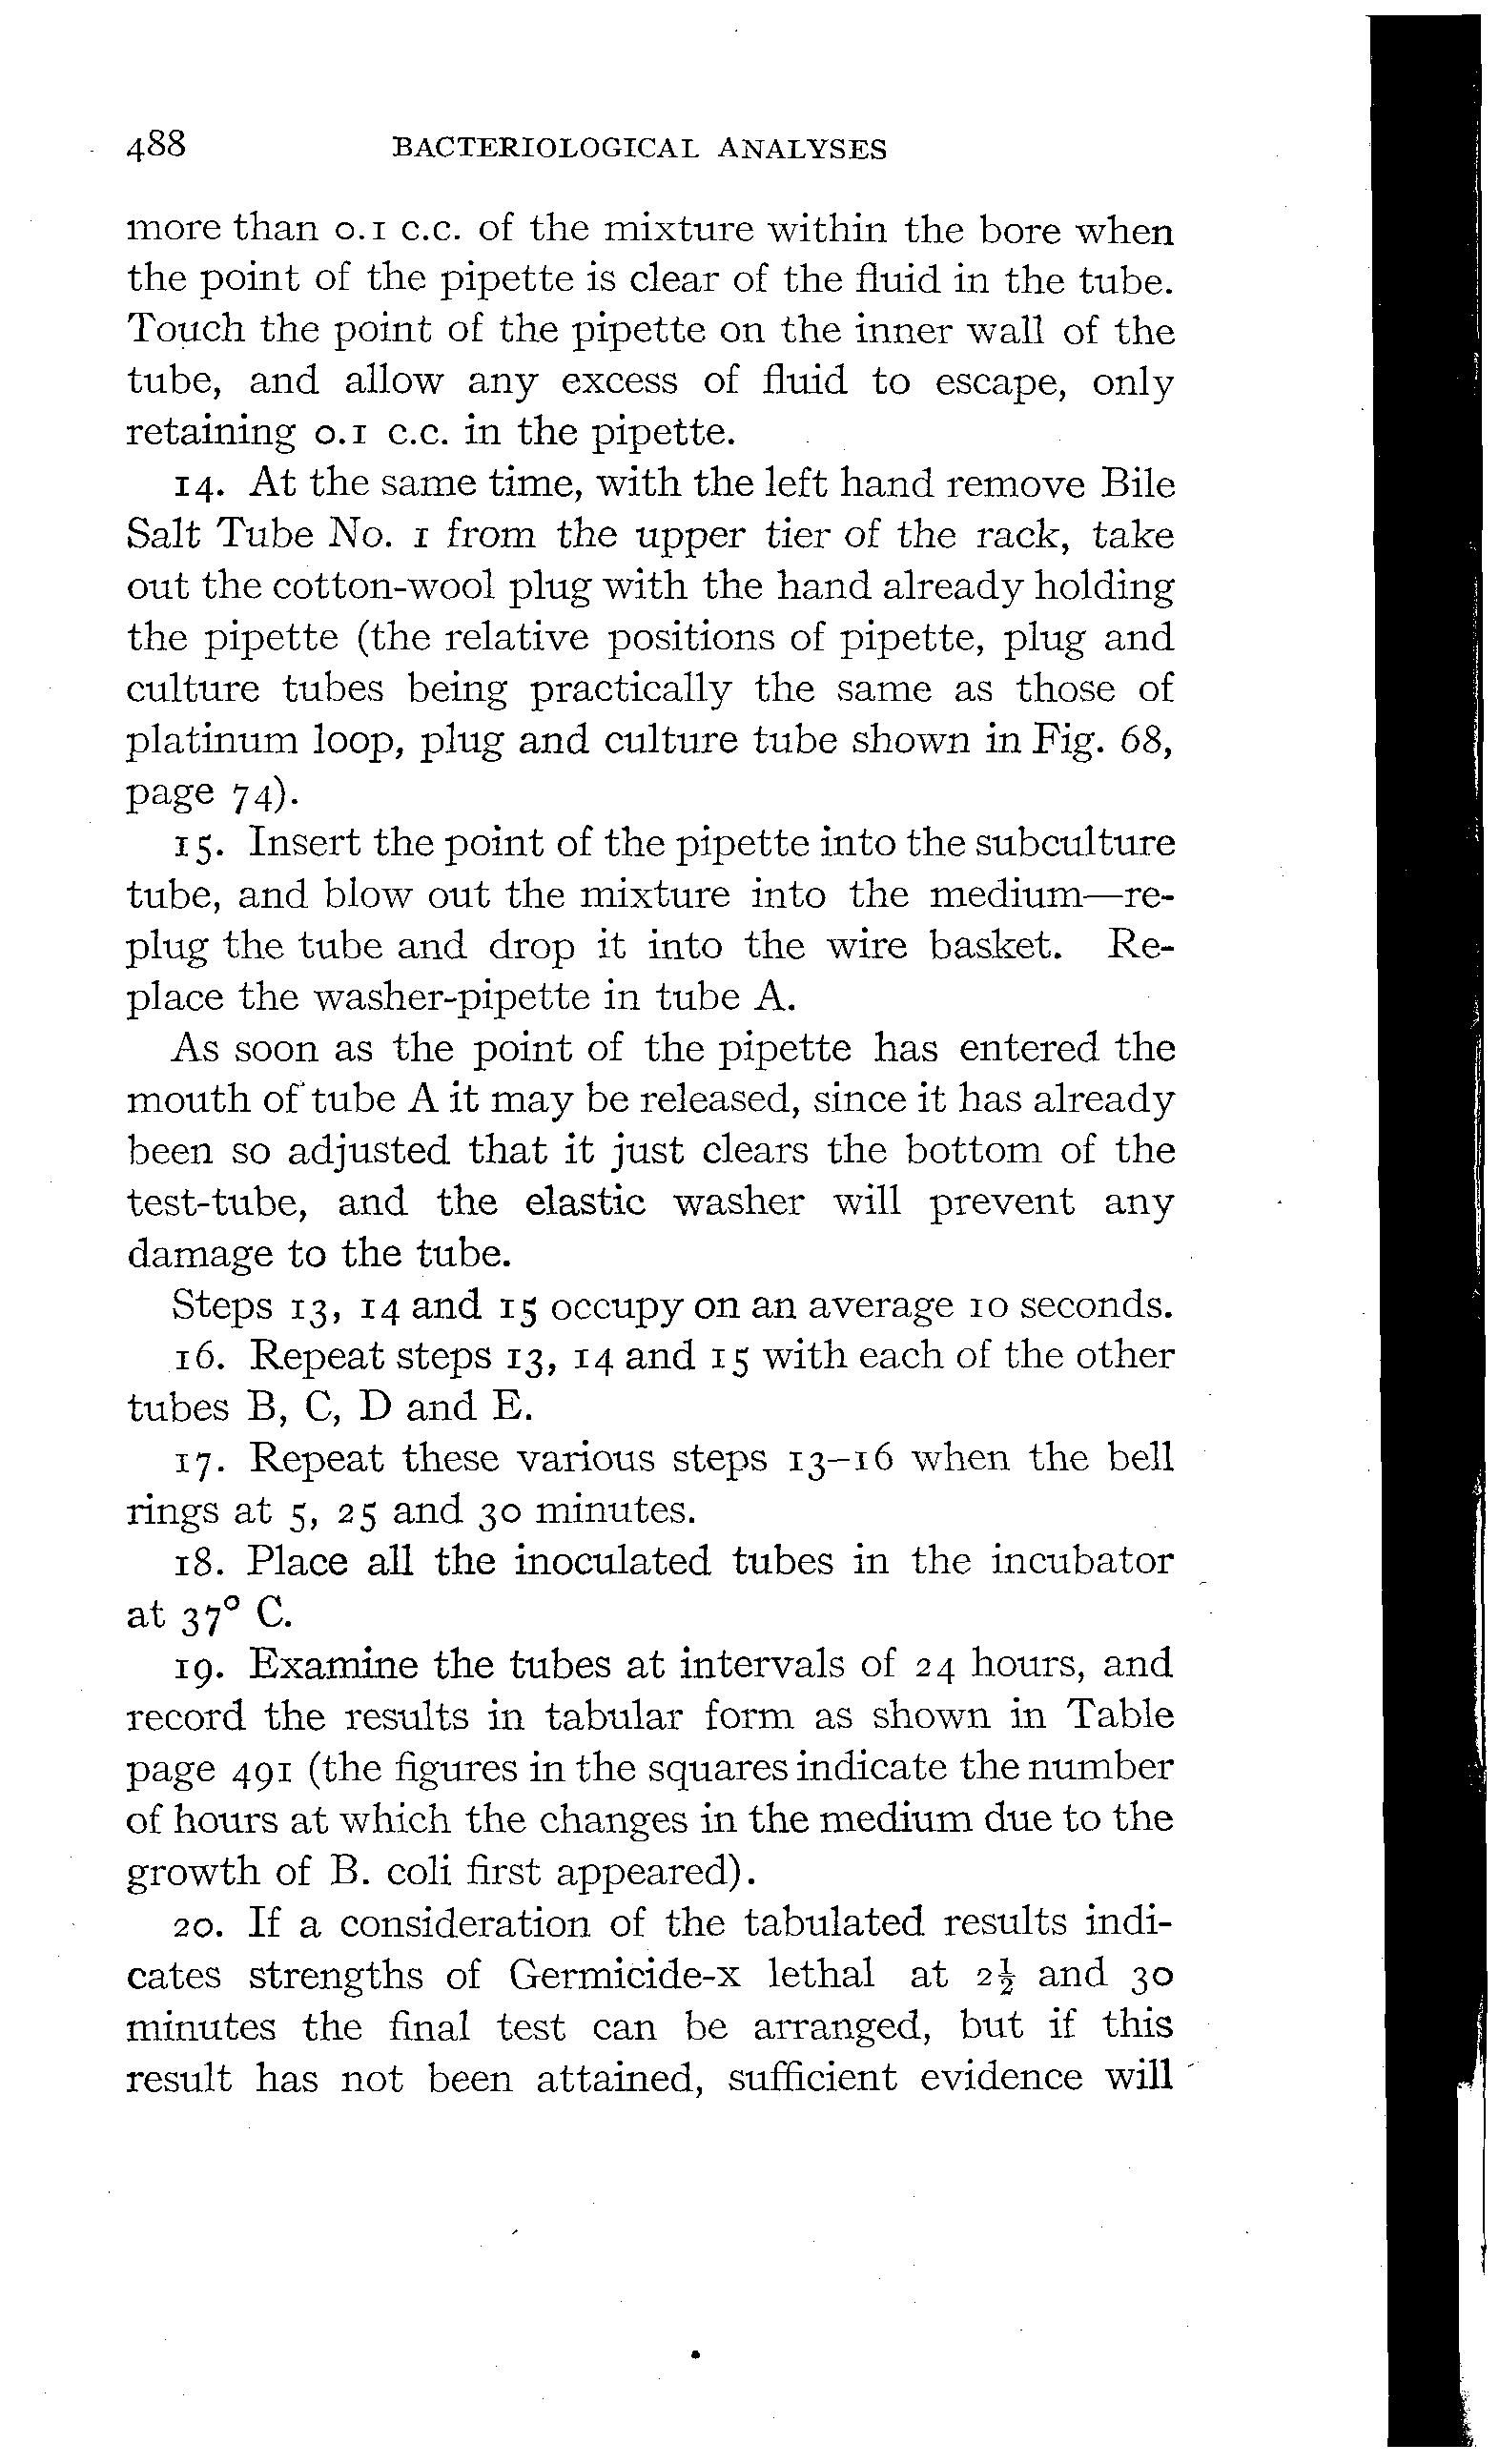 488 BACTERIOLOGICAL ANALYSES
more than 0.1 c.c. of the mixture within the bore when
the point of the pipette is clear of the fluid in the tube.
Touch the point of the pipette on the inner wall of the
tube, and allow any excess of fluid to escape, only
retaining 0.1 c.c. in the pipette.
14. At the same time, with the left hand remove Bile
Salt Tube No. 1 from the upper tier of the rack, take
out the cotton-wool plug with the hand already holding
the pipette (the relative positions of pipette, plug and
culture tubes being practically the same as those of
platinum loop, plug and culture tube shown in Fig. 68,
page 74).
15. Insert the point of the pipette into the subculture
tube, and blow out the mixture into the medium—re-
plug the tube and drop it into the wire basket. Re-
place the washer-pipette in tube A.
As soon as the point of the pipette has entered the
mouth of tube A it may be released, since it has already
been so adjusted that it just clears the bottom of the
test-tube, and the elastic washer will prevent any
damage to the tube.
Steps 13, 14 and 15 occupy on an average 10 seconds.
16. Repeat steps 13, 14 and 15 with each of the other
tubes B, C, D and E.
17. Repeat these various steps 13–16 when the bell
rings at 5, 25 and 30 minutes.
18. Place all the inoculated tubes in the incubator
at 37° C.
19. Examine the tubes at intervals of 24 hours, and
record the results in tabular form as shown in Table
page 491 (the figures in the squares indicate the number
of hours at which the changes in the medium due to the
growth of B. coli first appeared).
20. If a consideration of the tabulated results indi-
cates strengths of Germicide-x lethal at 2½ and 30
minutes the final test can be arranged, but if this
result has not been attained, sufficient evidence will